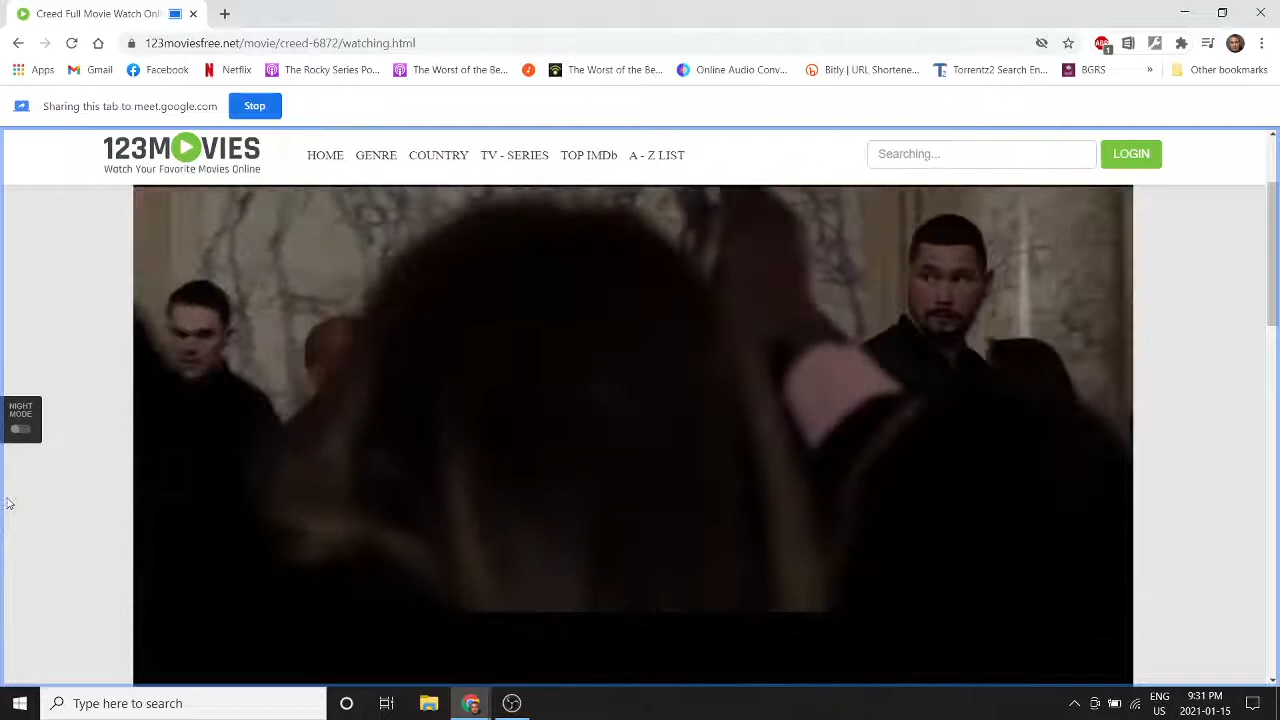 Creed Full Movie Watch Onli
123moviesfree.net/movie/creed-6872/watching.html
1
Apps Gmail Facebook Netflix The Rocky Series P... The Worst of the Be... The Worst of the Be... Online Audio Conv... Bitly | URL Shortene... Torrentz2 Search En... BGRS » Other bookmarks
Sharing this tab to meet.google.com Stop
123MOVIES
Watch Your Favorite Movies Online
HOME GENRE COUNTRY TV - SERIES TOP IMDb A - Z LIST Searching... LOGIN
NIGHT
MODE
Type here to search
ENG 9:31 PM
US 2021-01-15